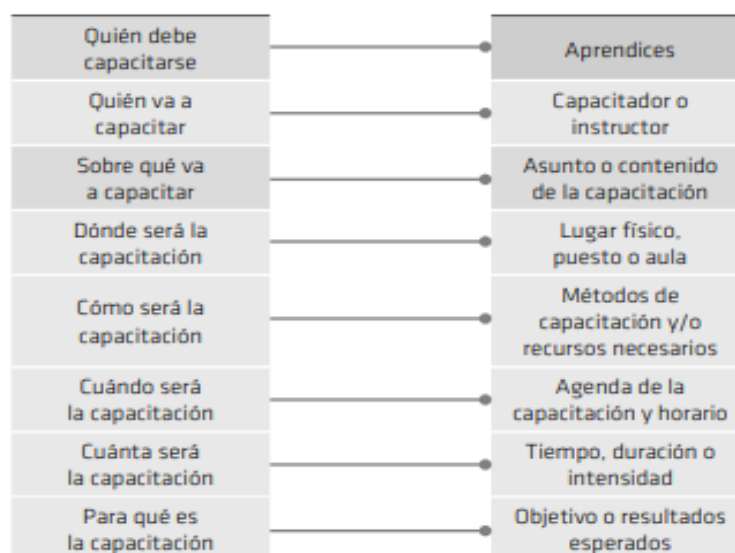 Quién debe
capacitarse
Aprendices
Quién va a
capacitar
Capacitador o
instructor
Sobre qué va
a capacitar
Asunto o contenido
de la capacitación
Dónde será la
capacitación
Lugar físico,
puesto o aula
Cómo será la
capacitación
Métodos de
capacitación y/o
recursos necesarios
Cuándo será
la capacitación
Agenda de la
capacitación y horario
Cuánta será
la capacitación
Tiempo, duración o
intensidad
Para qué es
la capacitación
Objetivo o resultados
esperados